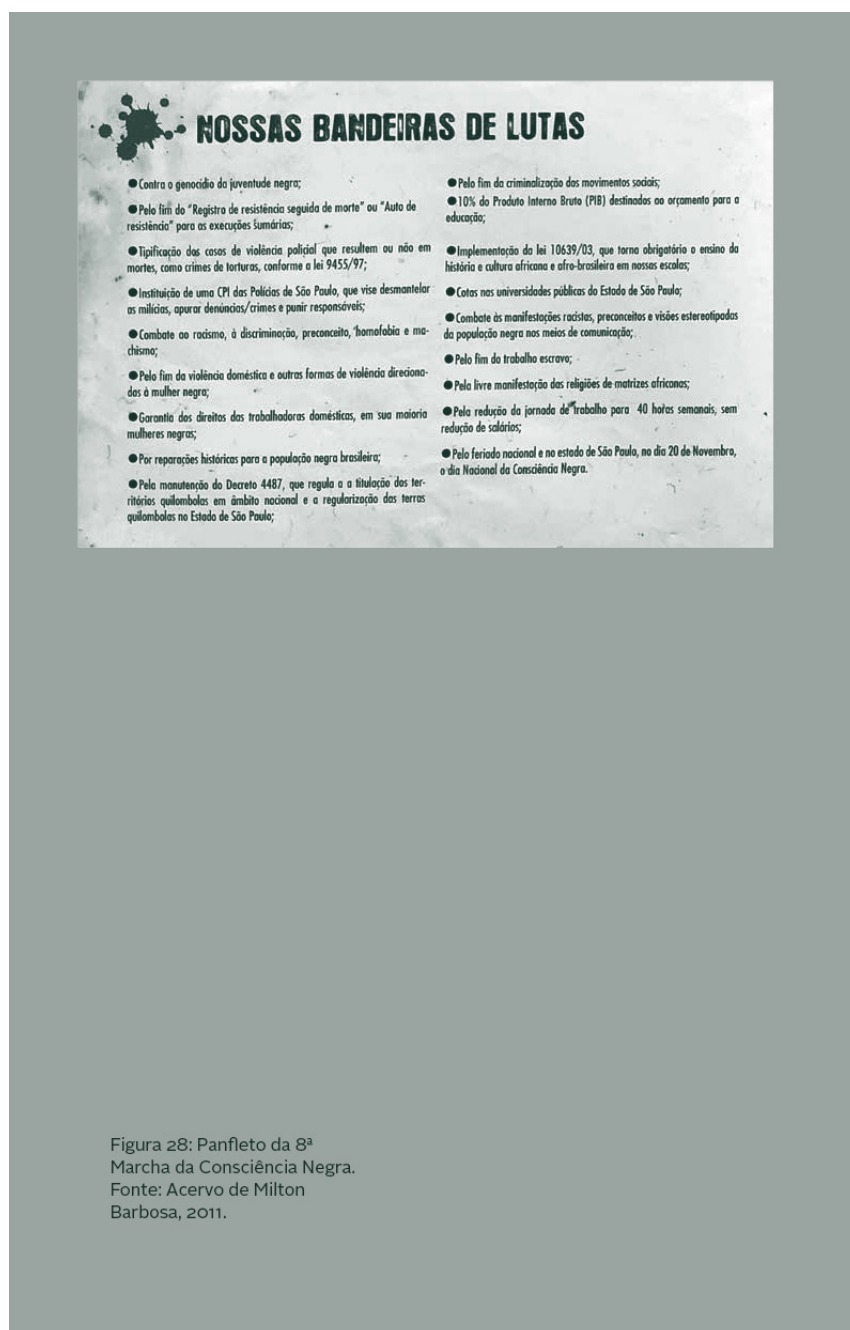 NOSSAS BANDEIRAS DE LUTAS
●Contra o genocídio da juventude negra;
●Pelo fim do "Registro de resistência seguida de morte" ou "Auto de
resistência" para as execuções sumárias;
●Tipificação dos casos de violência policial que resultem ou não em
mortes, como crimes de torturas, conforme a lei 9455/97;
●Instituição de uma CPI das Polícias de São Paulo, que vise desmantelar
as milícias, apurar denúncias/crimes e punir responsáveis;
●Combate ao racismo, à discriminação, preconceito, homofobia e ma-
chismo;
●Pelo fim da violência doméstica e outras formas de violência direciona-
das à mulher negra;
●Garantia dos direitos das trabalhadoras domésticas, em sua maioria
mulheres negras;
●Por reparações históricas para a população negra brasileira;
●Pela manutenção do Decreto 4487, que regula a a titulação dos ter-
ritórios quilombolas em âmbito nacional e a regularização das terras
quilombolas no Estado de São Paulo;
●Pelo fim da criminalização dos movimentos sociais;
●10% do Produto Interno Bruto (PIB) destinados ao orçamento para a
educação;
●Implementação da lei 10639/03, que torna obrigatório o ensino da
história e cultura africana e afro-brasileira em nossas escolas;
●Cotas nas universidades públicas do Estado de São Paulo;
●Combate às manifestações racistas, preconceitos e visões estereotipadas
da população negra nos meios de comunicação;
●Pelo fim do trabalho escravo;
●Pela livre manifestação das religiões de matrizes africanas;
●Pela redução da jornada de trabalho para 40 horas semanais, sem
redução de salários;
●Pelo feriado nacional e no estado de São Paulo, no dia 20 de Novembro,
o dia Nacional da Consciência Negra.
Figura 28: Panfleto da 8ª
Marcha da Consciência Negra.
Fonte: Acervo de Milton
Barbosa, 2011.